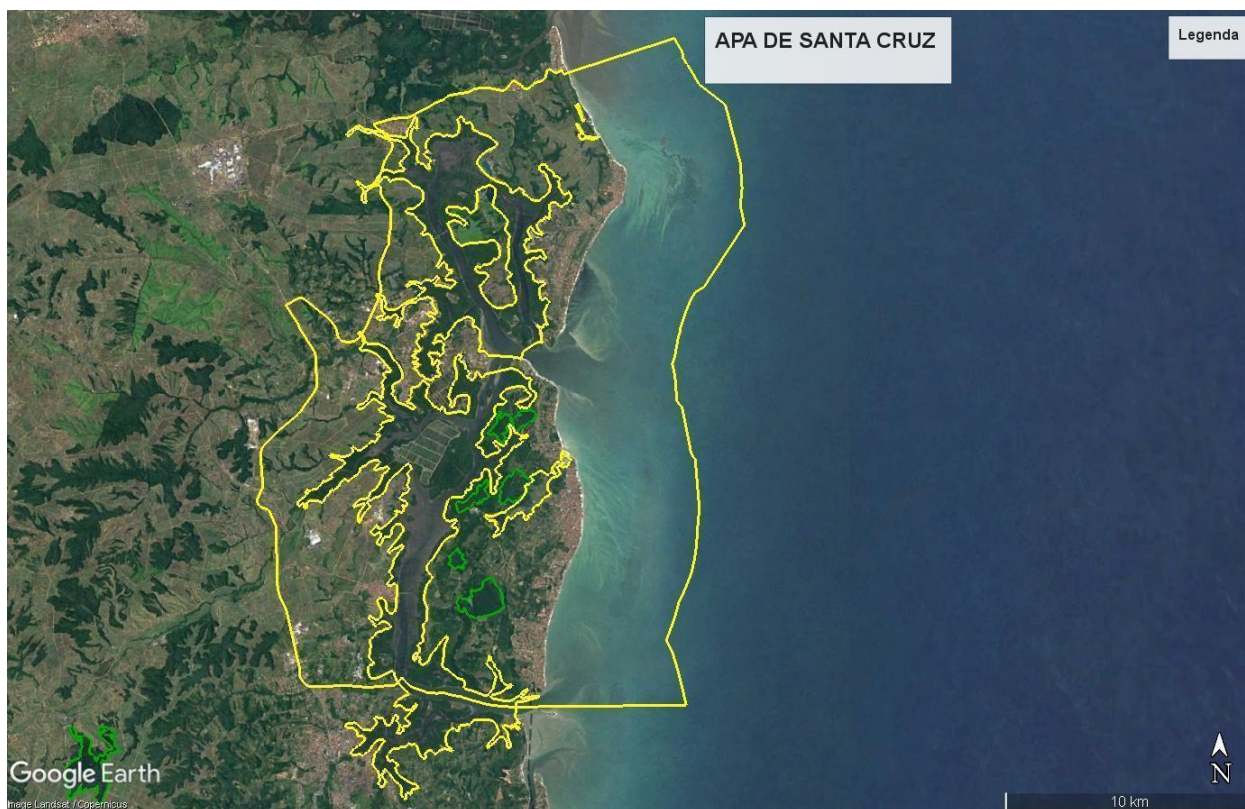 APA DE SANTA CRUZ
Legenda
Google Earth
Image Landsat / Copernicus
N
10 km